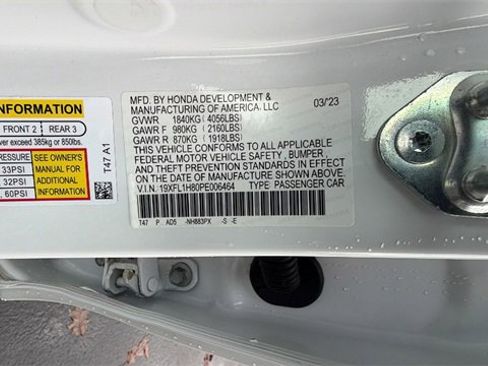 INFORMATION
FRONT 2 REAR 3
ver exceed 385kg or 850lbs.
PRESSURE
SEE OWNER'S
MANUAL FOR
ADDITIONAL
INFORMATION
33PSI
, 32PSI
, 60PSI
T47 A1
MFD. BY HONDA DEVELOPMENT &
MANUFACTURING OF AMERICA, LLC 03/23
GVWR 1840KG ( 4056LBS)
GAWR F 980KG ( 2160LBS)
GAWR R 870KG ( 1918LBS)
THIS VEHICLE CONFORMS TO ALL APPLICABLE
FEDERAL MOTOR VEHICLE SAFETY , BUMPER,
AND THEFT PREVENTION STANDARDS IN EFFECT
ON THE DATE OF MANUFACTURE SHOWN ABOVE.
V.I.N: 19XFL1H80PE006464 TYPE: PASSENGER CAR
T47 P AD5 -NH883PX -S -E